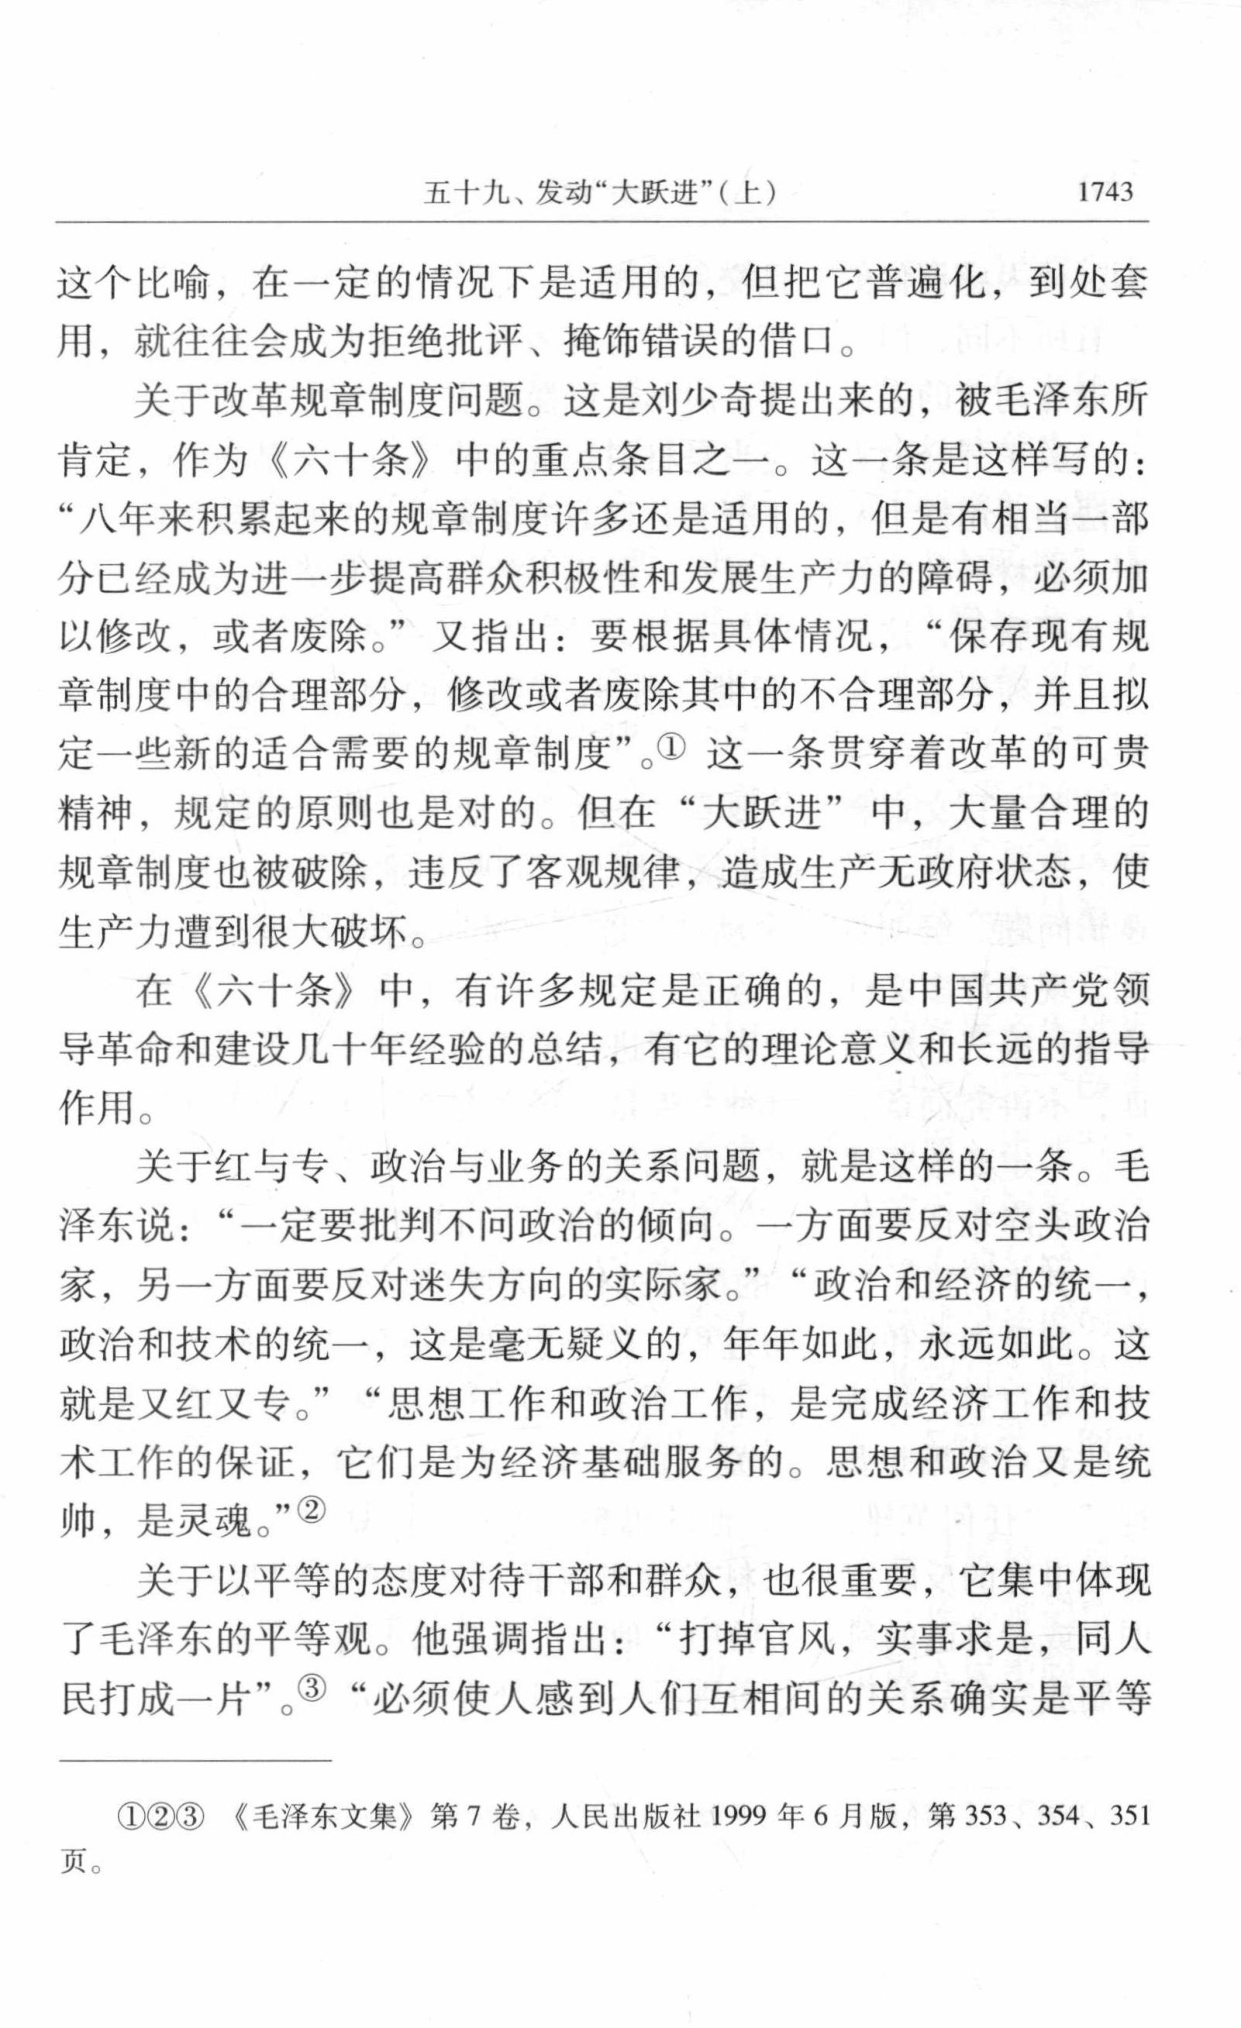 五十九、发动“大跃进”（上） 1743
这个比喻，在一定的情况下是适用的，但把它普遍化，到处套
用，就往往会成为拒绝批评、掩饰错误的借口。
关于改革规章制度问题。这是刘少奇提出来的，被毛泽东所
肯定，作为《六十条》中的重点条目之一。这一条是这样写的：
“八年来积累起来的规章制度许多还是适用的，但是有相当一部
分已经成为进一步提高群众积极性和发展生产力的障碍，必须加
以修改，或者废除。”又指出：要根据具体情况，“保存现有规
章制度中的合理部分，修改或者废除其中的不合理部分，并且拟
定一些新的适合需要的规章制度”。① 这一条贯穿着改革的可贵
精神，规定的原则也是对的。但在“大跃进”中，大量合理的
规章制度也被破除，违反了客观规律，造成生产无政府状态，使
生产力遭到很大破坏。
在《六十条》中，有许多规定是正确的，是中国共产党领
导革命和建设几十年经验的总结，有它的理论意义和长远的指导
作用。
关于红与专、政治与业务的关系问题，就是这样的一条。毛
泽东说：“一定要批判不问政治的倾向。一方面要反对空头政治
家，另一方面要反对迷失方向的实际家。”“政治和经济的统一，
政治和技术的统一，这是毫无疑义的，年年如此，永远如此。这
就是又红又专。”“思想工作和政治工作，是完成经济工作和技
术工作的保证，它们是为经济基础服务的。思想和政治又是统
帅，是灵魂。”②
关于以平等的态度对待干部和群众，也很重要，它集中体现
了毛泽东的平等观。他强调指出：“打掉官风，实事求是，同人
民打成一片”。③“必须使人感到人们互相间的关系确实是平等
①②③ 《毛泽东文集》第 7 卷，人民出版社 1999 年 6 月版，第 353、354、351
页。